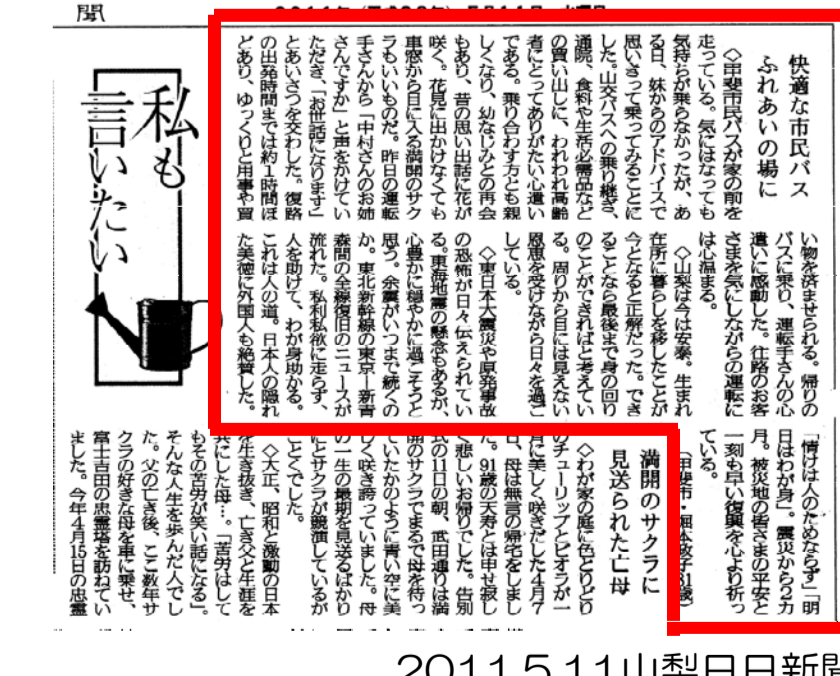 聞
私も
言いたい
快適な市民バス
ふれあいの場に
◇甲斐市民バスが家の前を
走っている。気にはなっても
気持ちが乗らなかったが、あ
る日、妹からのアドバイスで
思いきって乗ってみることに
した。山交バスへの乗り継ぎ、
通院、食料や生活必需品など
の買い出しに、われわれ高齢
者にとってありがたい心遣い
である。乗り合わす方とも親
しくなり、幼なじみとの再会
もあり、昔の思い出話に花が
咲く。花見に出かけなくても
車窓から目に入る満開のサク
ラもいいものだ。昨日の運転
手さんから「中村さんのお姉
さんですか」と声をかけてい
ただき、「お世話になります」
とあいさつを交わした。復路
の出発時間までは約1時間ほ
どあり、ゆっくりと用事や買
い物を済ませられる。帰りの
バスに乗り、運転手さんの心
遣いに感動した。往路のお客
さまを気にしながらの運転に
は心温まる。
◇山梨は今は安泰。生まれ
在所に暮らしを移したことが
今となると正解だった。でき
ることなら最後まで身の回り
のことができればと考えてい
る。周りから目には見えない
恩恵を受けながら日々を過ご
している。
◇東日本大震災や原発事故
の恐怖が日々伝えられてい
る。東海地震の懸念もあるが、
心豊かに穏やかに過ごそうと
思う。余震がいつまで続くの
か。東北新幹線の東京―新青
森間の全線復旧のニュースが
流れた。私利私欲に走らず、
人を助けて、わが身助かる。
これは人の道。日本人の隠れ
た美徳に外国人も絶賛した。
「情けは人のためならず」「明
日はわが身」。震災から2カ
月。被災地の皆さまの平安と
一刻も早い復興を心より祈っ
ている。
満開のサクラに
見送られた亡母
◇わが家の庭に色とりどり
のチューリップとビオラが一
月に美しく咲きだした4月7
日、母は無言の帰宅をしまし
た。91歳の天寿とは申せ寂し
く悲しいお帰りでした。告別
式の11日の朝、武田通りは満
開のサクラでまるで母を待っ
ていたかのように青い空に美
しく咲き誇っていました。母
の一生の最期を見送るばかり
にとサクラが競演しているが
ごとくでした。
◇大正、昭和と激動の日本
を生き抜き、亡き父と生涯を
共にした母…。「苦労はして
もその苦労が笑い話になる」。
そんな人生を歩んだ人でし
た。父の亡き後、ここ数年サ
クラの好きな母を車に乗せ、
富士吉田の忠霊塔を訪ねてい
ました。今年4月15日の忠霊
2011.5.11山梨日日新聞